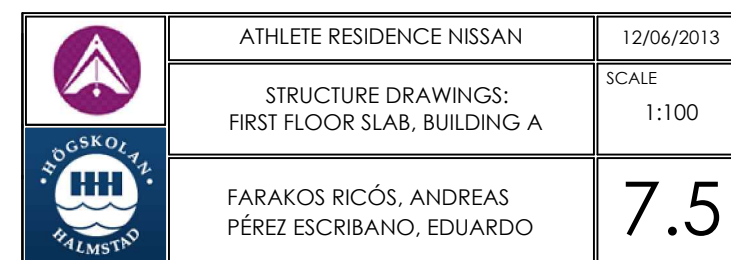 ATHLETE RESIDENCE NISSAN
12/06/2013
STRUCTURE DRAWINGS:
FIRST FLOOR SLAB, BUILDING A
SCALE
1:100
HÖGSKOLAN
HH
HALMSTAD
FARAKOS RICÓS, ANDREAS
PÉREZ ESCRIBANO, EDUARDO
7.5